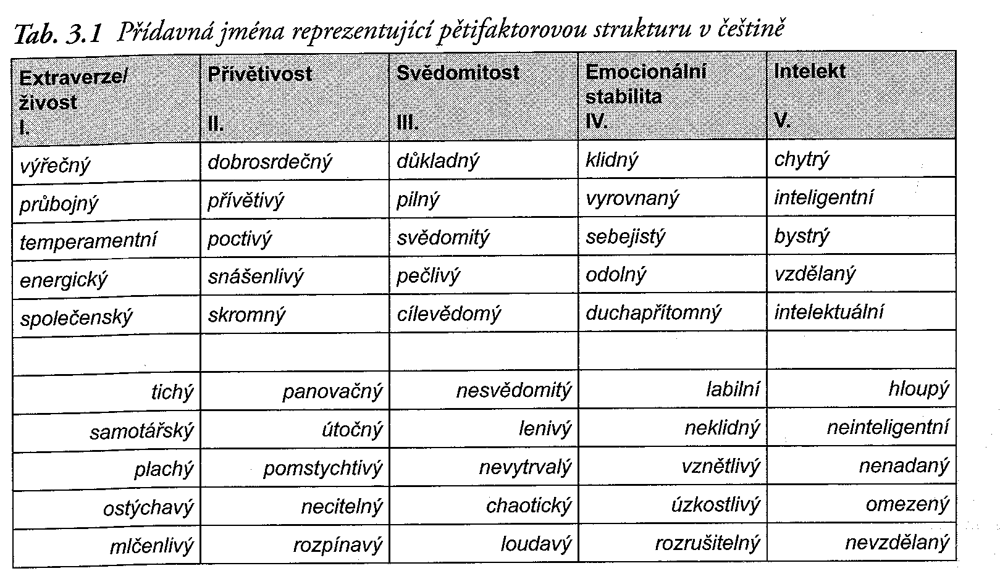 Tab. 3.1 Přídavná jména reprezentující pětifaktorovou strukturu v češtině
Extraverze/ živost I. Přívětivost II. Svědomitost III. Emocionální stabilita IV. Intelekt V.
výřečný dobrosrdečný důkladný klidný chytrý
průbojný přívětivý pilný vyrovnaný inteligentní
temperamentní poctivý svědomitý sebejistý bystrý
energický snášenlivý pečlivý odolný vzdělaný
společenský skromný cílevědomý duchapřítomný intelektuální
tichý panovačný nesvědomitý labilní hloupý
samotářský útočný lenivý neklidný neinteligentní
plachý pomstychtivý nevytrvalý vznětlivý nenadaný
ostýchavý necitelný chaotický úzkostlivý omezený
mlčenlivý rozpínavý loudavý rozrušitelný nevzdělaný